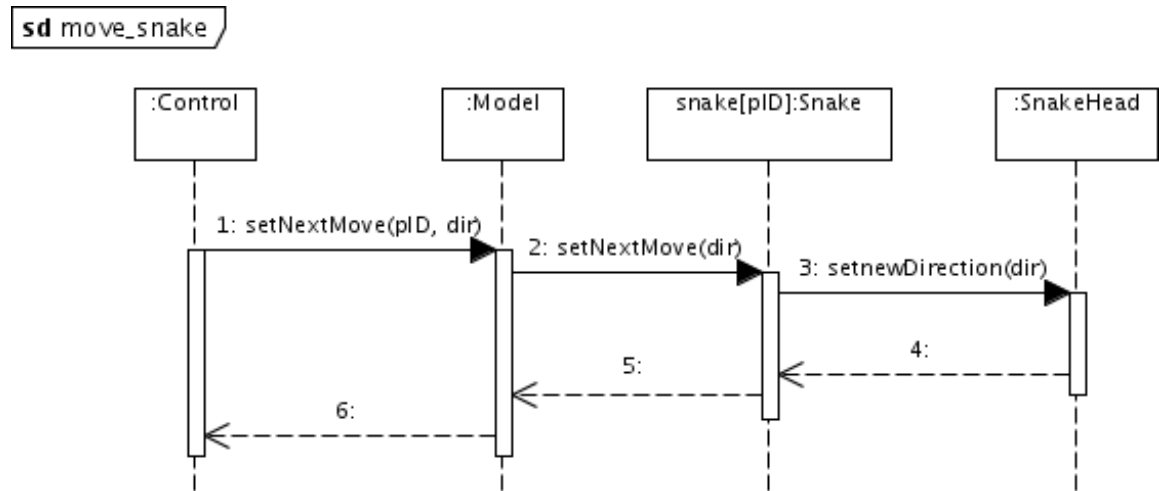 sd move_snake
:Control
:Model
snake[pID]:Snake
:SnakeHead
1: setNextMove(pID, dir)
2: setNextMove(dir)
3: setnewDirection(dir)
4:
5:
6: